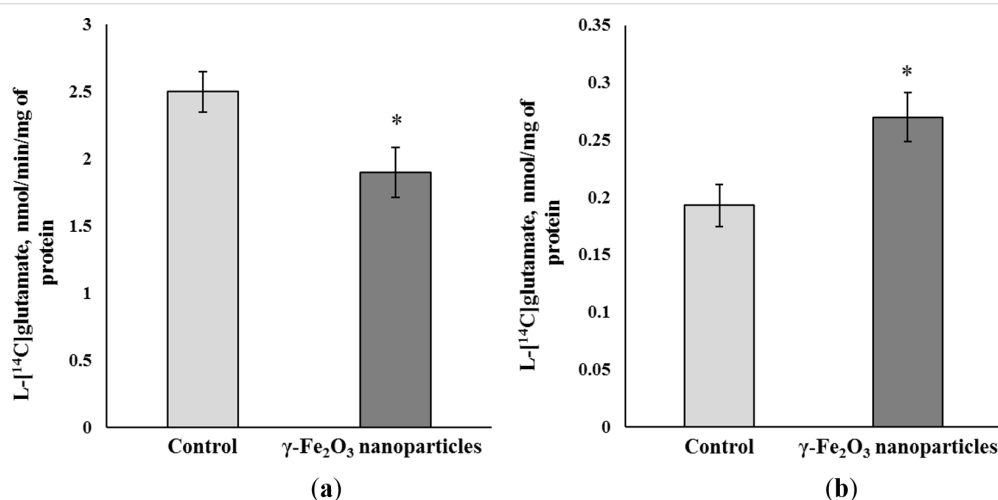 L-[¹⁴C]glutamate, nmol/min/mg of
protein
3
2.5
2
1.5
1
0.5
0
*
Control
γ-Fe₂O₃ nanoparticles
(a)
L-[¹⁴C]glutamate, nmol/mg of
protein
0.35
0.3
0.25
0.2
0.15
0.1
0.05
0
*
Control
γ-Fe₂O₃ nanoparticles
(b)